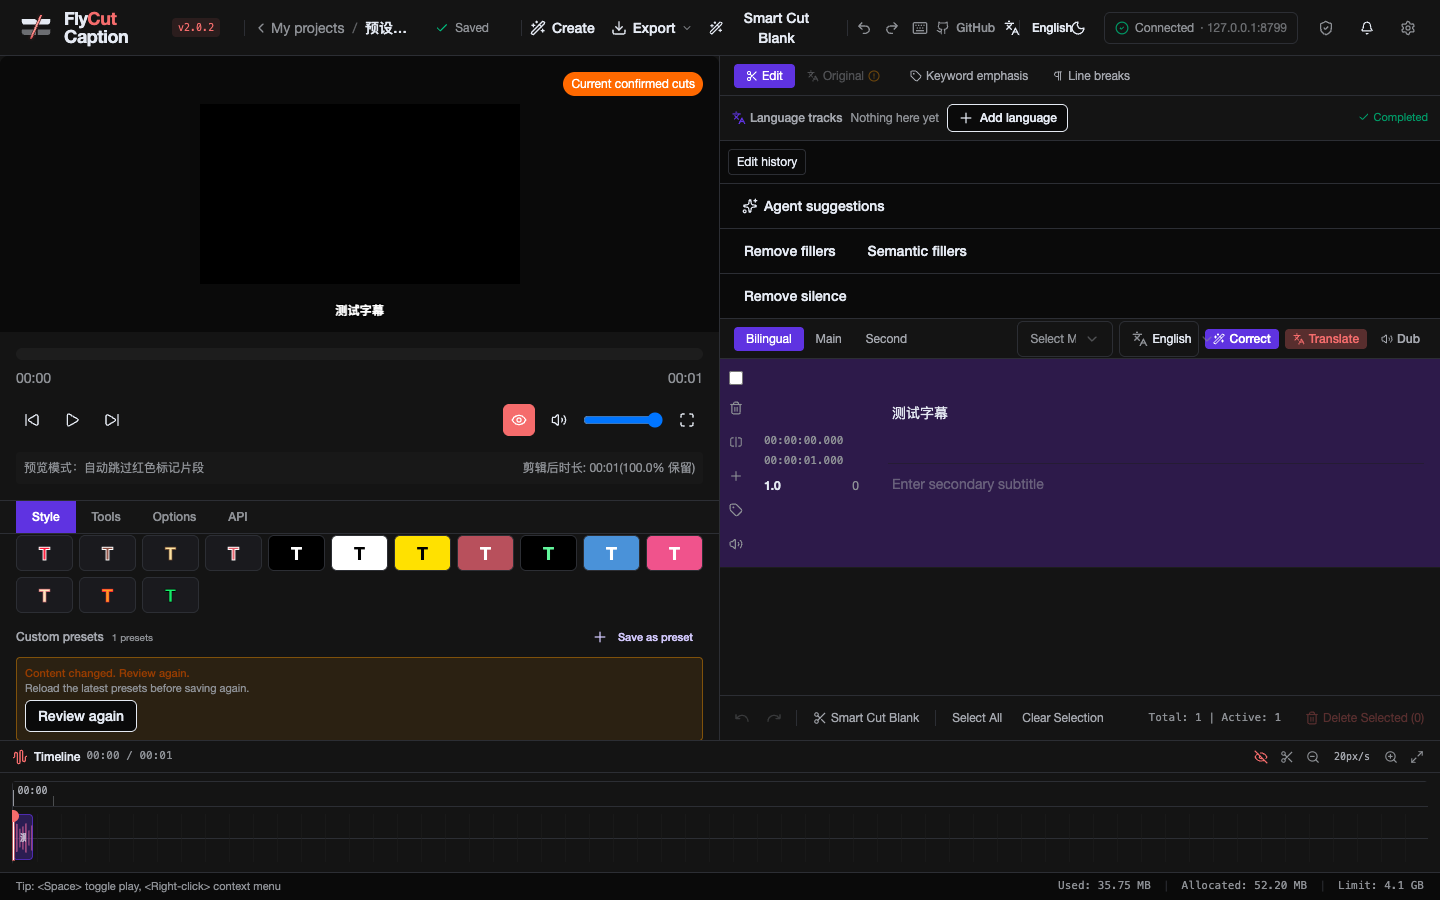 FlyCut
Caption
v2.0.2
My projects / 预设...
Saved
Create
Export
Smart Cut
Blank
GitHub
English
Connected · 127.0.0.1:8799
Current confirmed cuts
测试字幕
00:00
00:01
预览模式：自动跳过红色标记片段
剪辑后时长: 00:01(100.0% 保留)
Style
Tools
Options
API
T T T T T T T T T T T
T T T
Custom presets 1 presets
Save as preset
Content changed. Review again.
Reload the latest presets before saving again.
Review again
Edit
Original
Keyword emphasis
Line breaks
Language tracks Nothing here yet
Add language
Completed
Edit history
Agent suggestions
Remove fillers
Semantic fillers
Remove silence
Bilingual
Main
Second
Select M
English
Correct
Translate
Dub
测试字幕
00:00:00.000
00:00:01.000
1.0
0
Enter secondary subtitle
Smart Cut Blank
Select All
Clear Selection
Total: 1 | Active: 1
Delete Selected (0)
Timeline 00:00 / 00:01
20px/s
00:00
Tip: <Space> toggle play, <Right-click> context menu
Used: 35.75 MB | Allocated: 52.20 MB | Limit: 4.1 GB